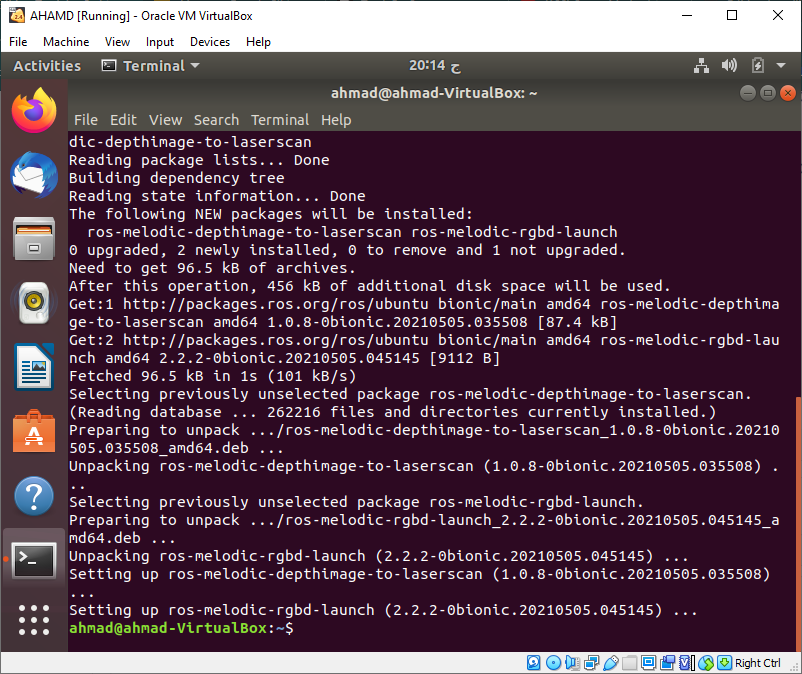 AHAMD [Running] - Oracle VM VirtualBox
File Machine View Input Devices Help
Activities Terminal 20:14 ح
ahmad@ahmad-VirtualBox: ~
File Edit View Search Terminal Help
dic-depthimage-to-laserscan
Reading package lists... Done
Building dependency tree
Reading state information... Done
The following NEW packages will be installed:
  ros-melodic-depthimage-to-laserscan ros-melodic-rgbd-launch
0 upgraded, 2 newly installed, 0 to remove and 1 not upgraded.
Need to get 96.5 kB of archives.
After this operation, 456 kB of additional disk space will be used.
Get:1 http://packages.ros.org/ros/ubuntu bionic/main amd64 ros-melodic-depthima
ge-to-laserscan amd64 1.0.8-0bionic.20210505.035508 [87.4 kB]
Get:2 http://packages.ros.org/ros/ubuntu bionic/main amd64 ros-melodic-rgbd-lau
nch amd64 2.2.2-0bionic.20210505.045145 [9112 B]
Fetched 96.5 kB in 1s (101 kB/s)
Selecting previously unselected package ros-melodic-depthimage-to-laserscan.
(Reading database ... 262216 files and directories currently installed.)
Preparing to unpack .../ros-melodic-depthimage-to-laserscan_1.0.8-0bionic.20210
505.035508_amd64.deb ...
Unpacking ros-melodic-depthimage-to-laserscan (1.0.8-0bionic.20210505.035508) .
..
Selecting previously unselected package ros-melodic-rgbd-launch.
Preparing to unpack .../ros-melodic-rgbd-launch_2.2.2-0bionic.20210505.045145_a
md64.deb ...
Unpacking ros-melodic-rgbd-launch (2.2.2-0bionic.20210505.045145) ...
Setting up ros-melodic-depthimage-to-laserscan (1.0.8-0bionic.20210505.035508)
...
Setting up ros-melodic-rgbd-launch (2.2.2-0bionic.20210505.045145) ...
ahmad@ahmad-VirtualBox:~$
Right Ctrl